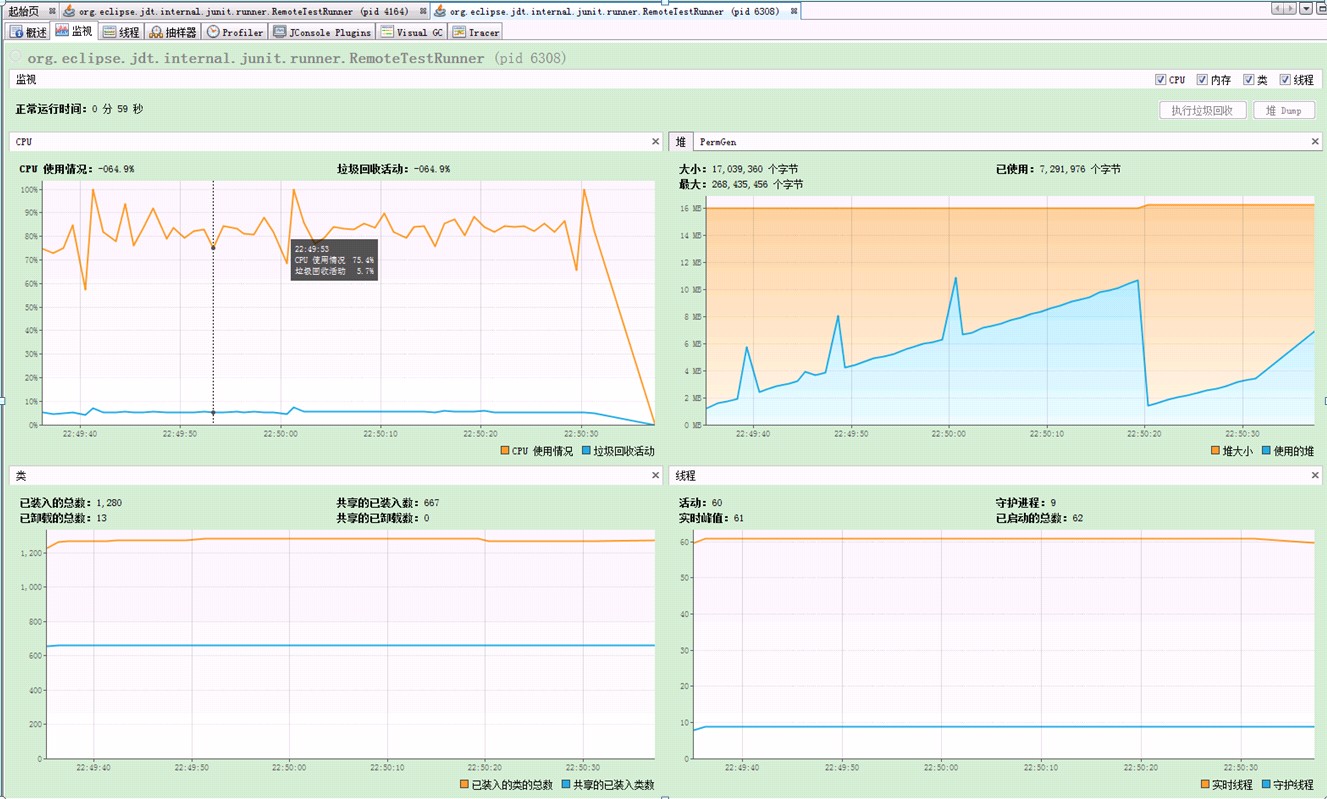 起始页 org.eclipse.jdt.internal.junit.runner.RemoteTestRunner (pid 4164) org.eclipse.jdt.internal.junit.runner.RemoteTestRunner (pid 6308)
概述 监视 线程 抽样器 Profiler JConsole Plugins Visual GC Tracer
org.eclipse.jdt.internal.junit.runner.RemoteTestRunner (pid 6308)
监视 CPU 内存 类 线程
正常运行时间: 0 分 59 秒 执行垃圾回收 堆 Dump
CPU
CPU 使用情况: -064.9% 垃圾回收活动: -064.9%
100%
90%
80%
70%
60%
50%
40%
30%
20%
10%
0%
22:49:53
CPU 使用情况 75.4%
垃圾回收活动 5.7%
22:49:40 22:49:50 22:50:00 22:50:10 22:50:20 22:50:30
CPU 使用情况 垃圾回收活动
堆 PermGen
大小: 17,039,360 个字节 已使用: 7,291,976 个字节
最大: 268,435,456 个字节
16 MB
14 MB
12 MB
10 MB
8 MB
6 MB
4 MB
2 MB
0 MB
22:49:40 22:49:50 22:50:00 22:50:10 22:50:20 22:50:30
堆大小 使用的堆
类
已装入的总数: 1,280 共享的已装入数: 667
已卸载的总数: 13 共享的已卸载数: 0
1,200
1,000
800
600
400
200
0
22:49:40 22:49:50 22:50:00 22:50:10 22:50:20 22:50:30
已装入的类的总数 共享的已装入类数
线程
活动: 60 守护进程: 9
实时峰值: 61 已启动的总数: 62
60
50
40
30
20
10
0
22:49:40 22:49:50 22:50:00 22:50:10 22:50:20 22:50:30
实时线程 守护线程